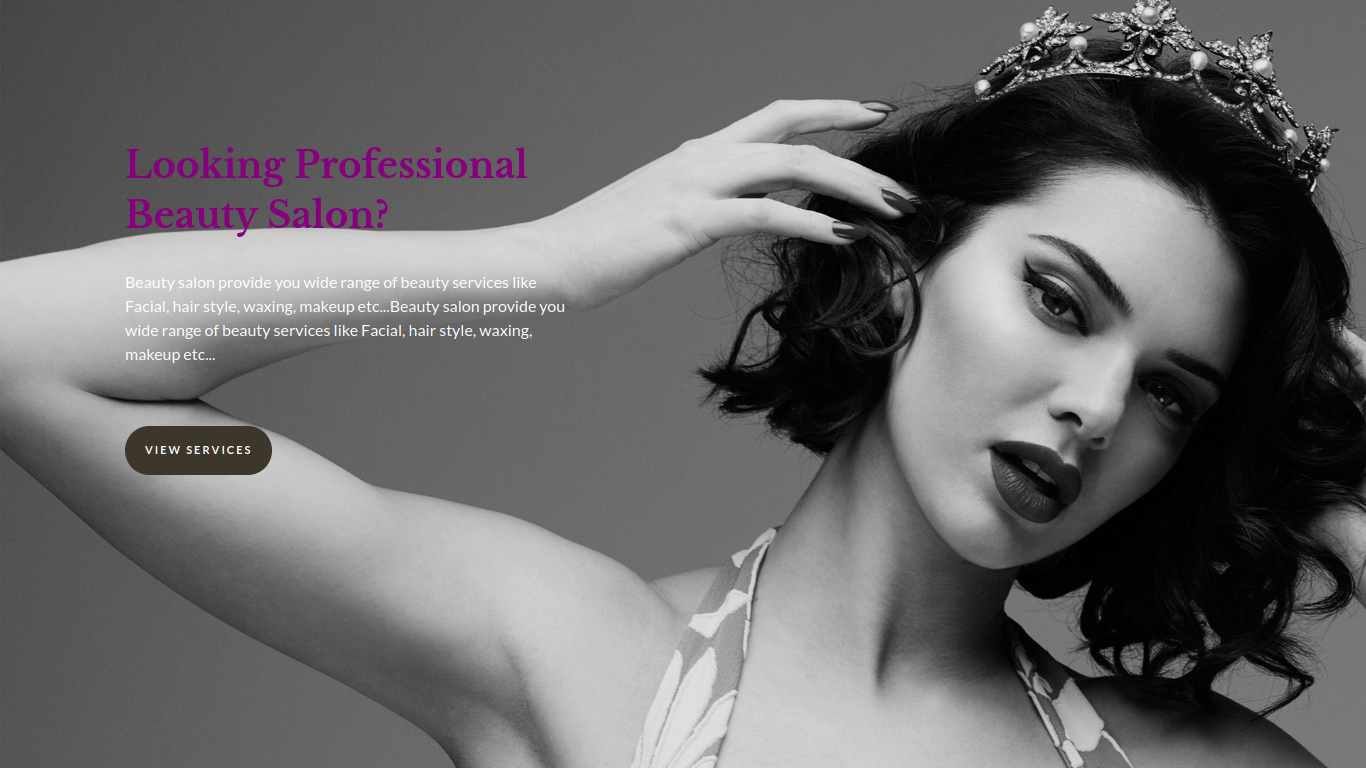 Looking Professional
Beauty Salon?
Beauty salon provide you wide range of beauty services like
Facial, hair style, waxing, makeup etc...Beauty salon provide you
wide range of beauty services like Facial, hair style, waxing,
makeup etc...
VIEW SERVICES